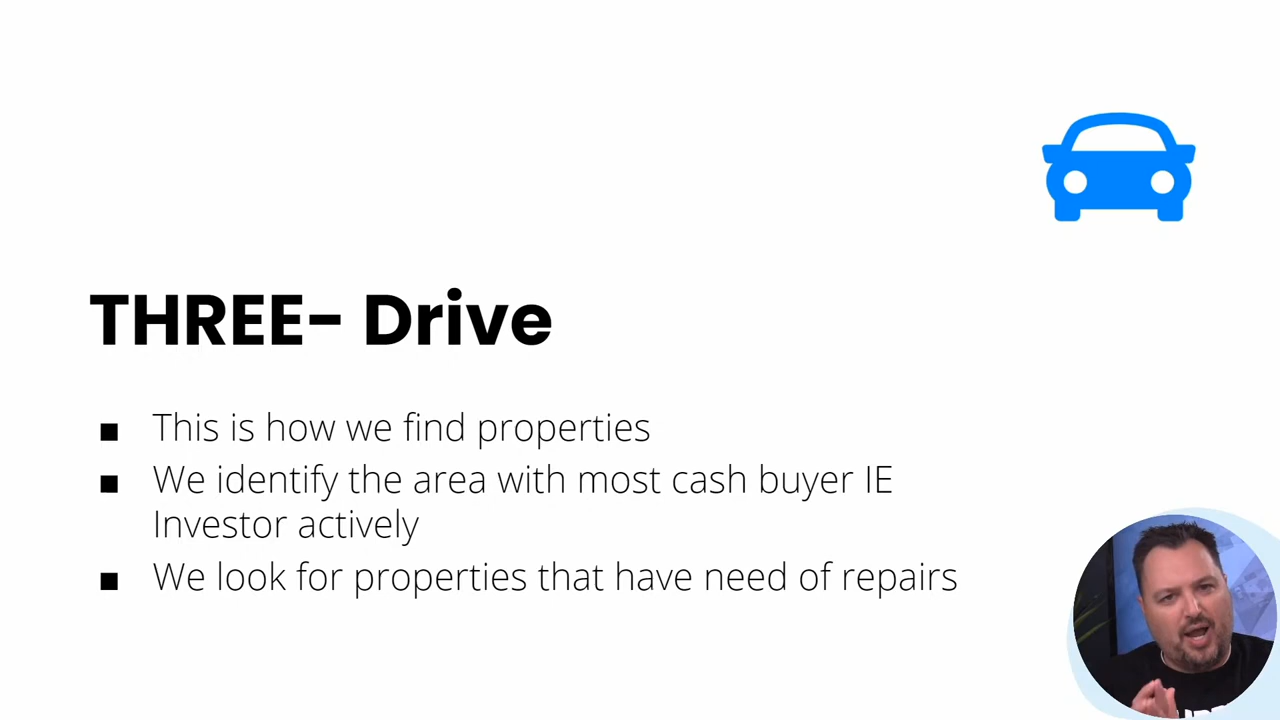 THREE- Drive
■ This is how we find properties
■ We identify the area with most cash buyer IE
Investor actively
■ We look for properties that have need of repairs